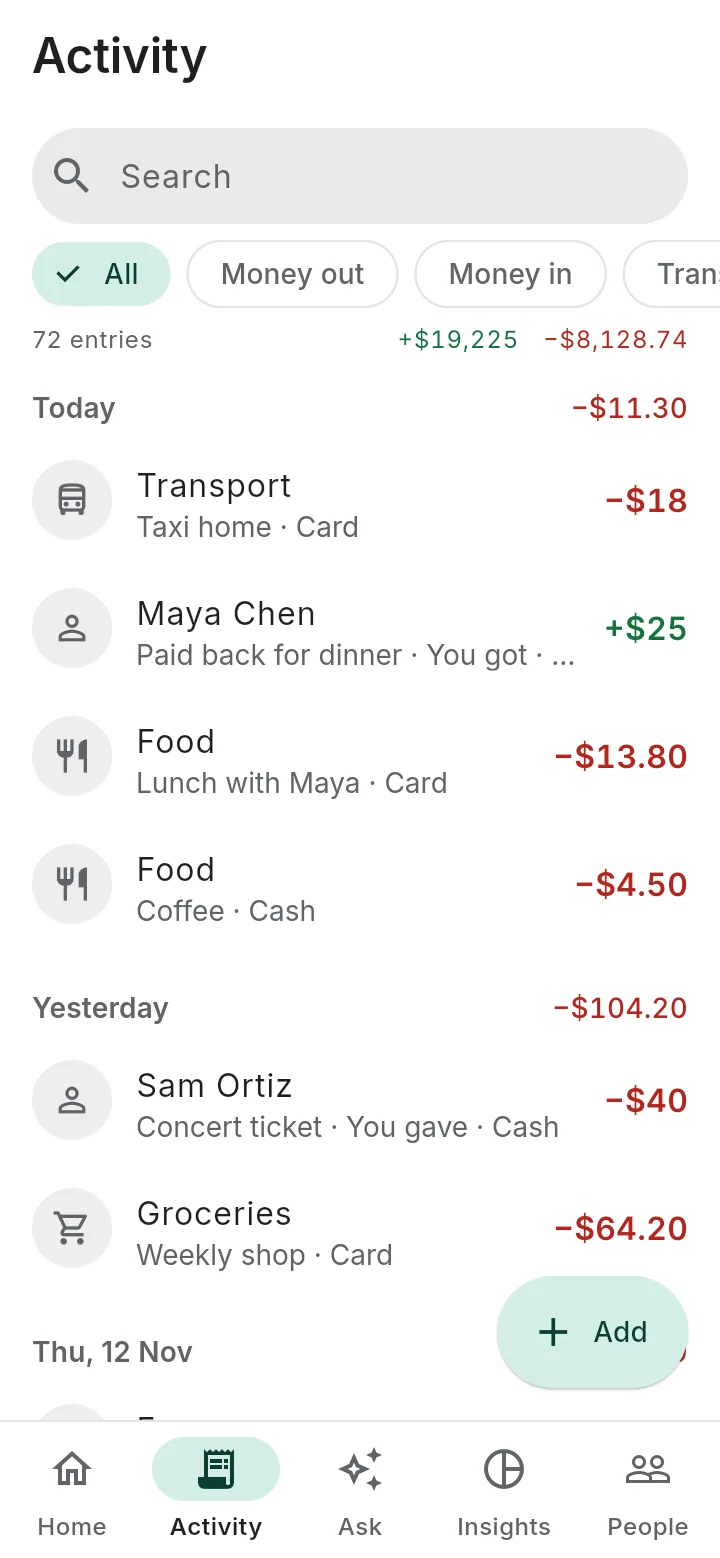 Activity
Search
All
Money out
Money in
72 entries
+$19,225 −$8,128.74
Today
−$11.30
Transport
Taxi home · Card
−$18
Maya Chen
Paid back for dinner · You got · ...
+$25
Food
Lunch with Maya · Card
−$13.80
Food
Coffee · Cash
−$4.50
Yesterday
−$104.20
Sam Ortiz
Concert ticket · You gave · Cash
−$40
Groceries
Weekly shop · Card
−$64.20
Thu, 12 Nov
Add
Home
Activity
Ask
Insights
People